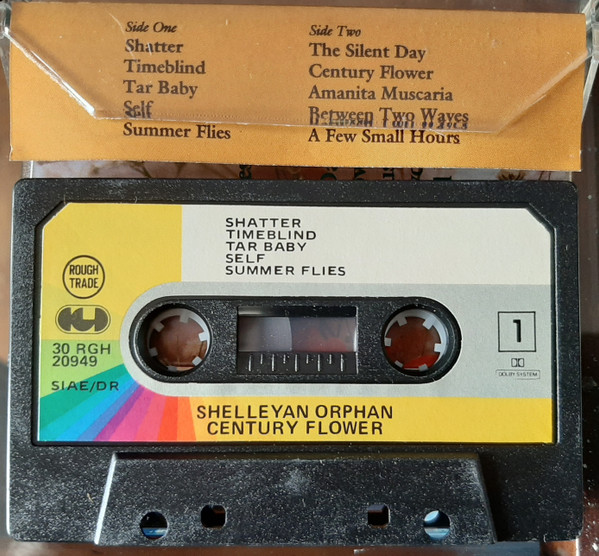 Side One
Shatter
Timeblind
Tar Baby
Self
Summer Flies
Side Two
The Silent Day
Century Flower
Amanita Muscaria
Between Two Waves
A Few Small Hours
SHATTER
TIMEBLIND
TAR BABY
SELF
SUMMER FLIES
ROUGH
TRADE
30 RGH
20949
SIAE/DR
1
DOLBY SYSTEM
SHELLEYAN ORPHAN
CENTURY FLOWER